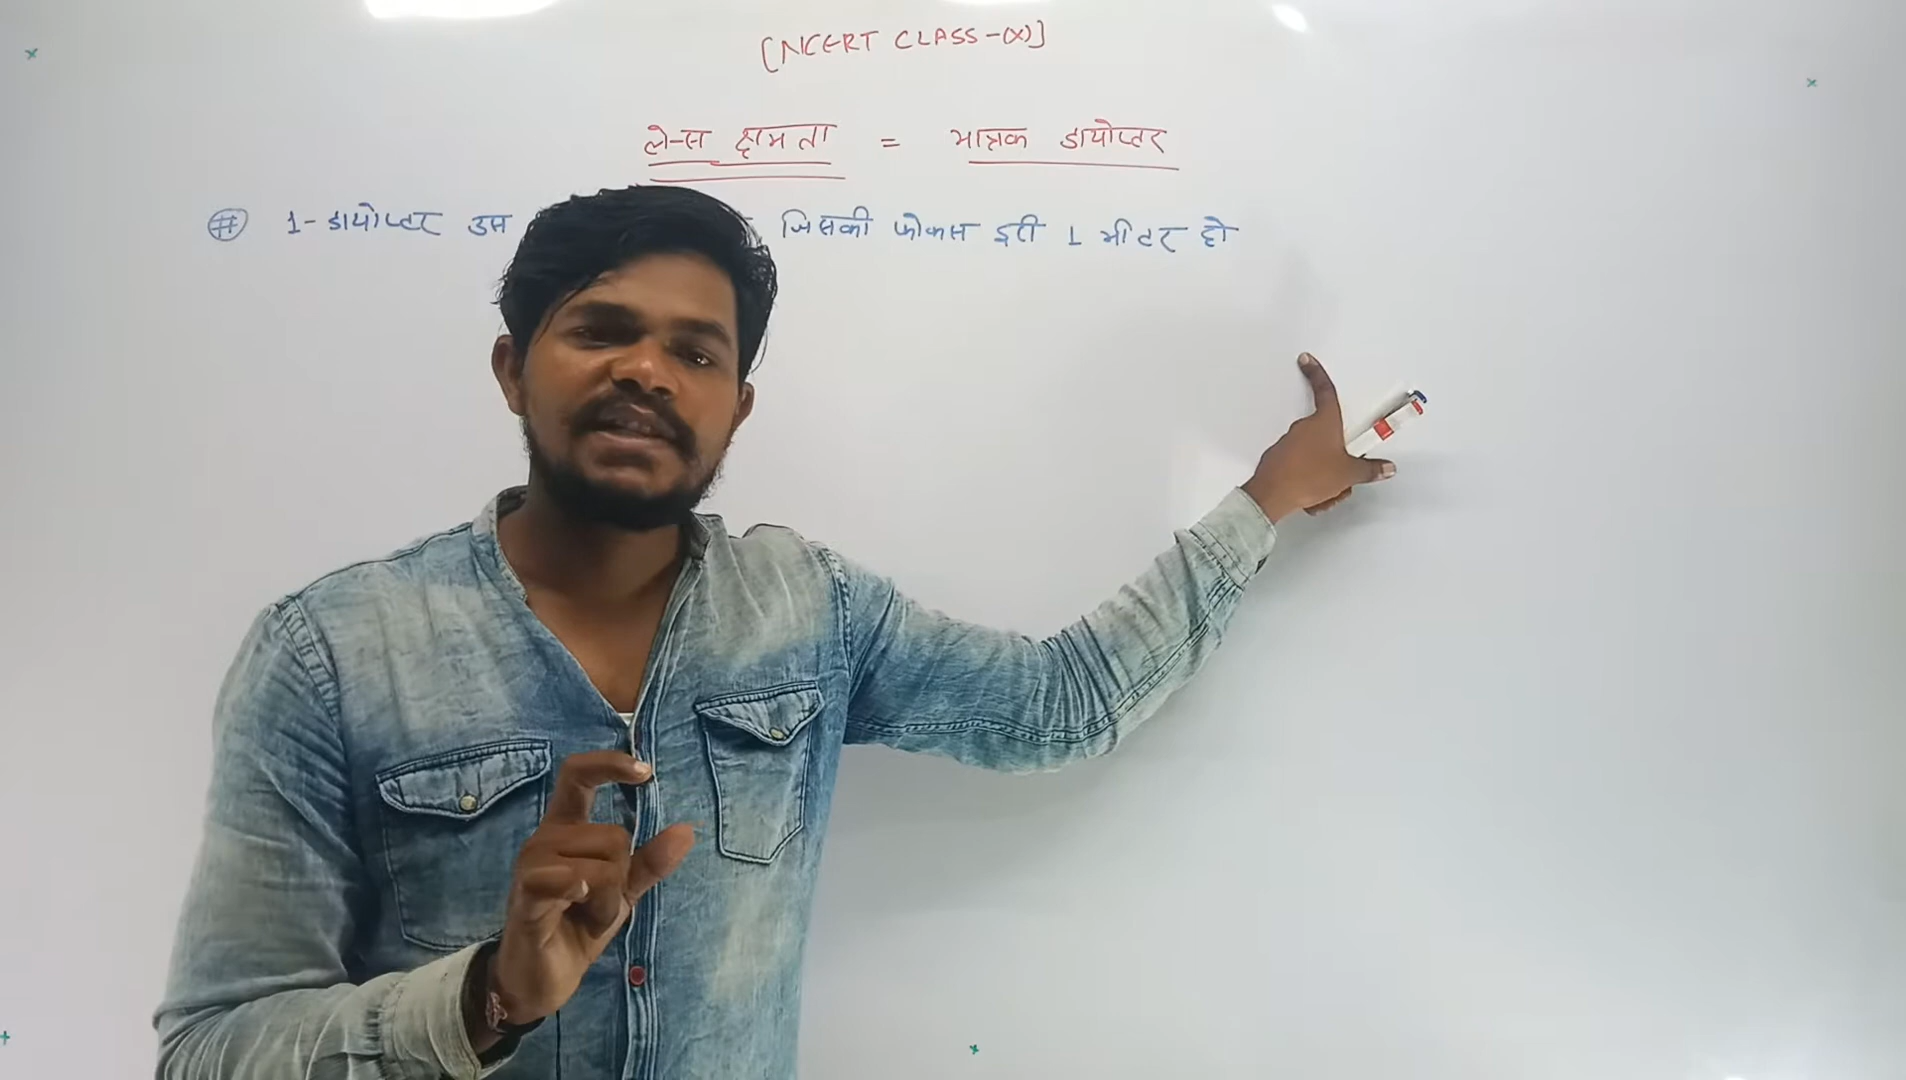 [NCERT CLASS-(X)]
लेन्स क्षमता = मात्रक डायोप्टर
# 1-डायोप्टर उस जिसकी फोकस दूरी 1 मीटर हो